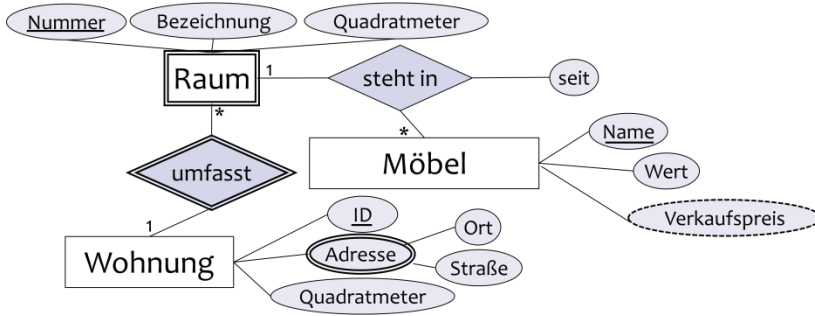 Nummer Bezeichnung Quadratmeter
Raum 1 steht in seit
*
* Name
Möbel
umfasst Wert
Verkaufspreis
1 ID
Ort
Wohnung Adresse
Straße
Quadratmeter